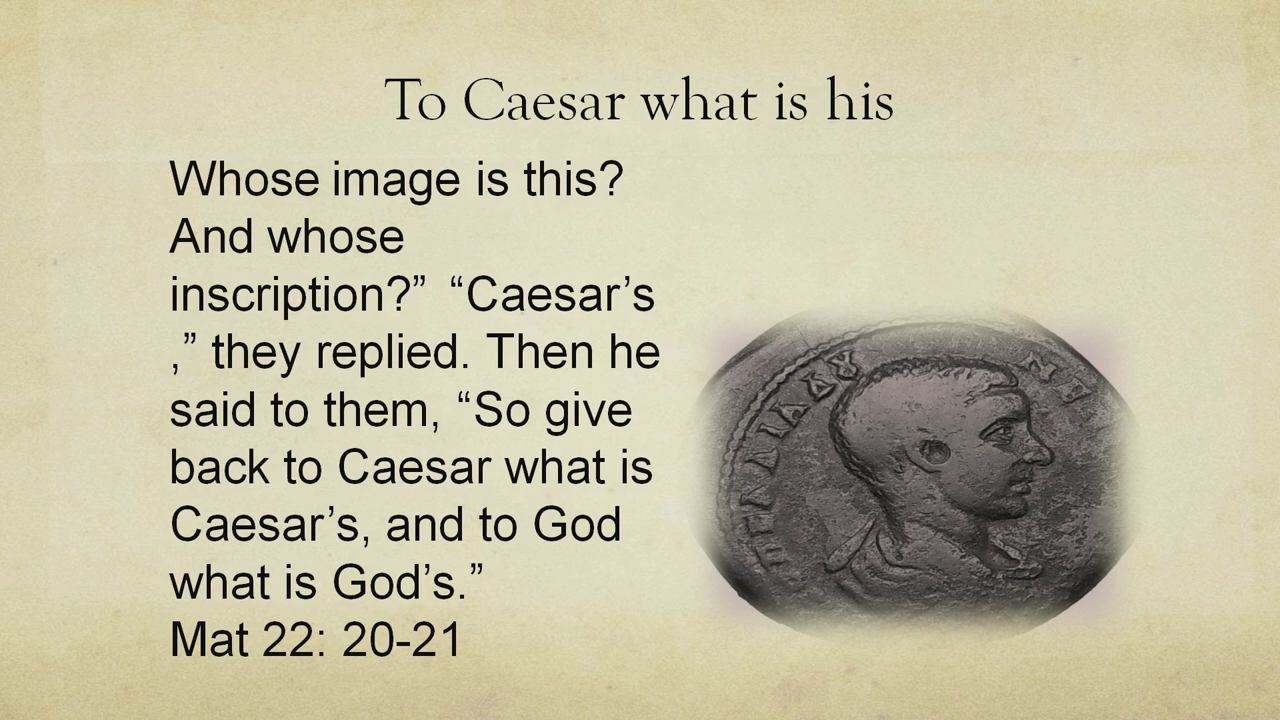 To Caesar what is his
Whose image is this?
And whose
inscription?”  “Caesar’s
,” they replied. Then he
said to them, “So give
back to Caesar what is
Caesar’s, and to God
what is God’s.”
Mat 22: 20-21